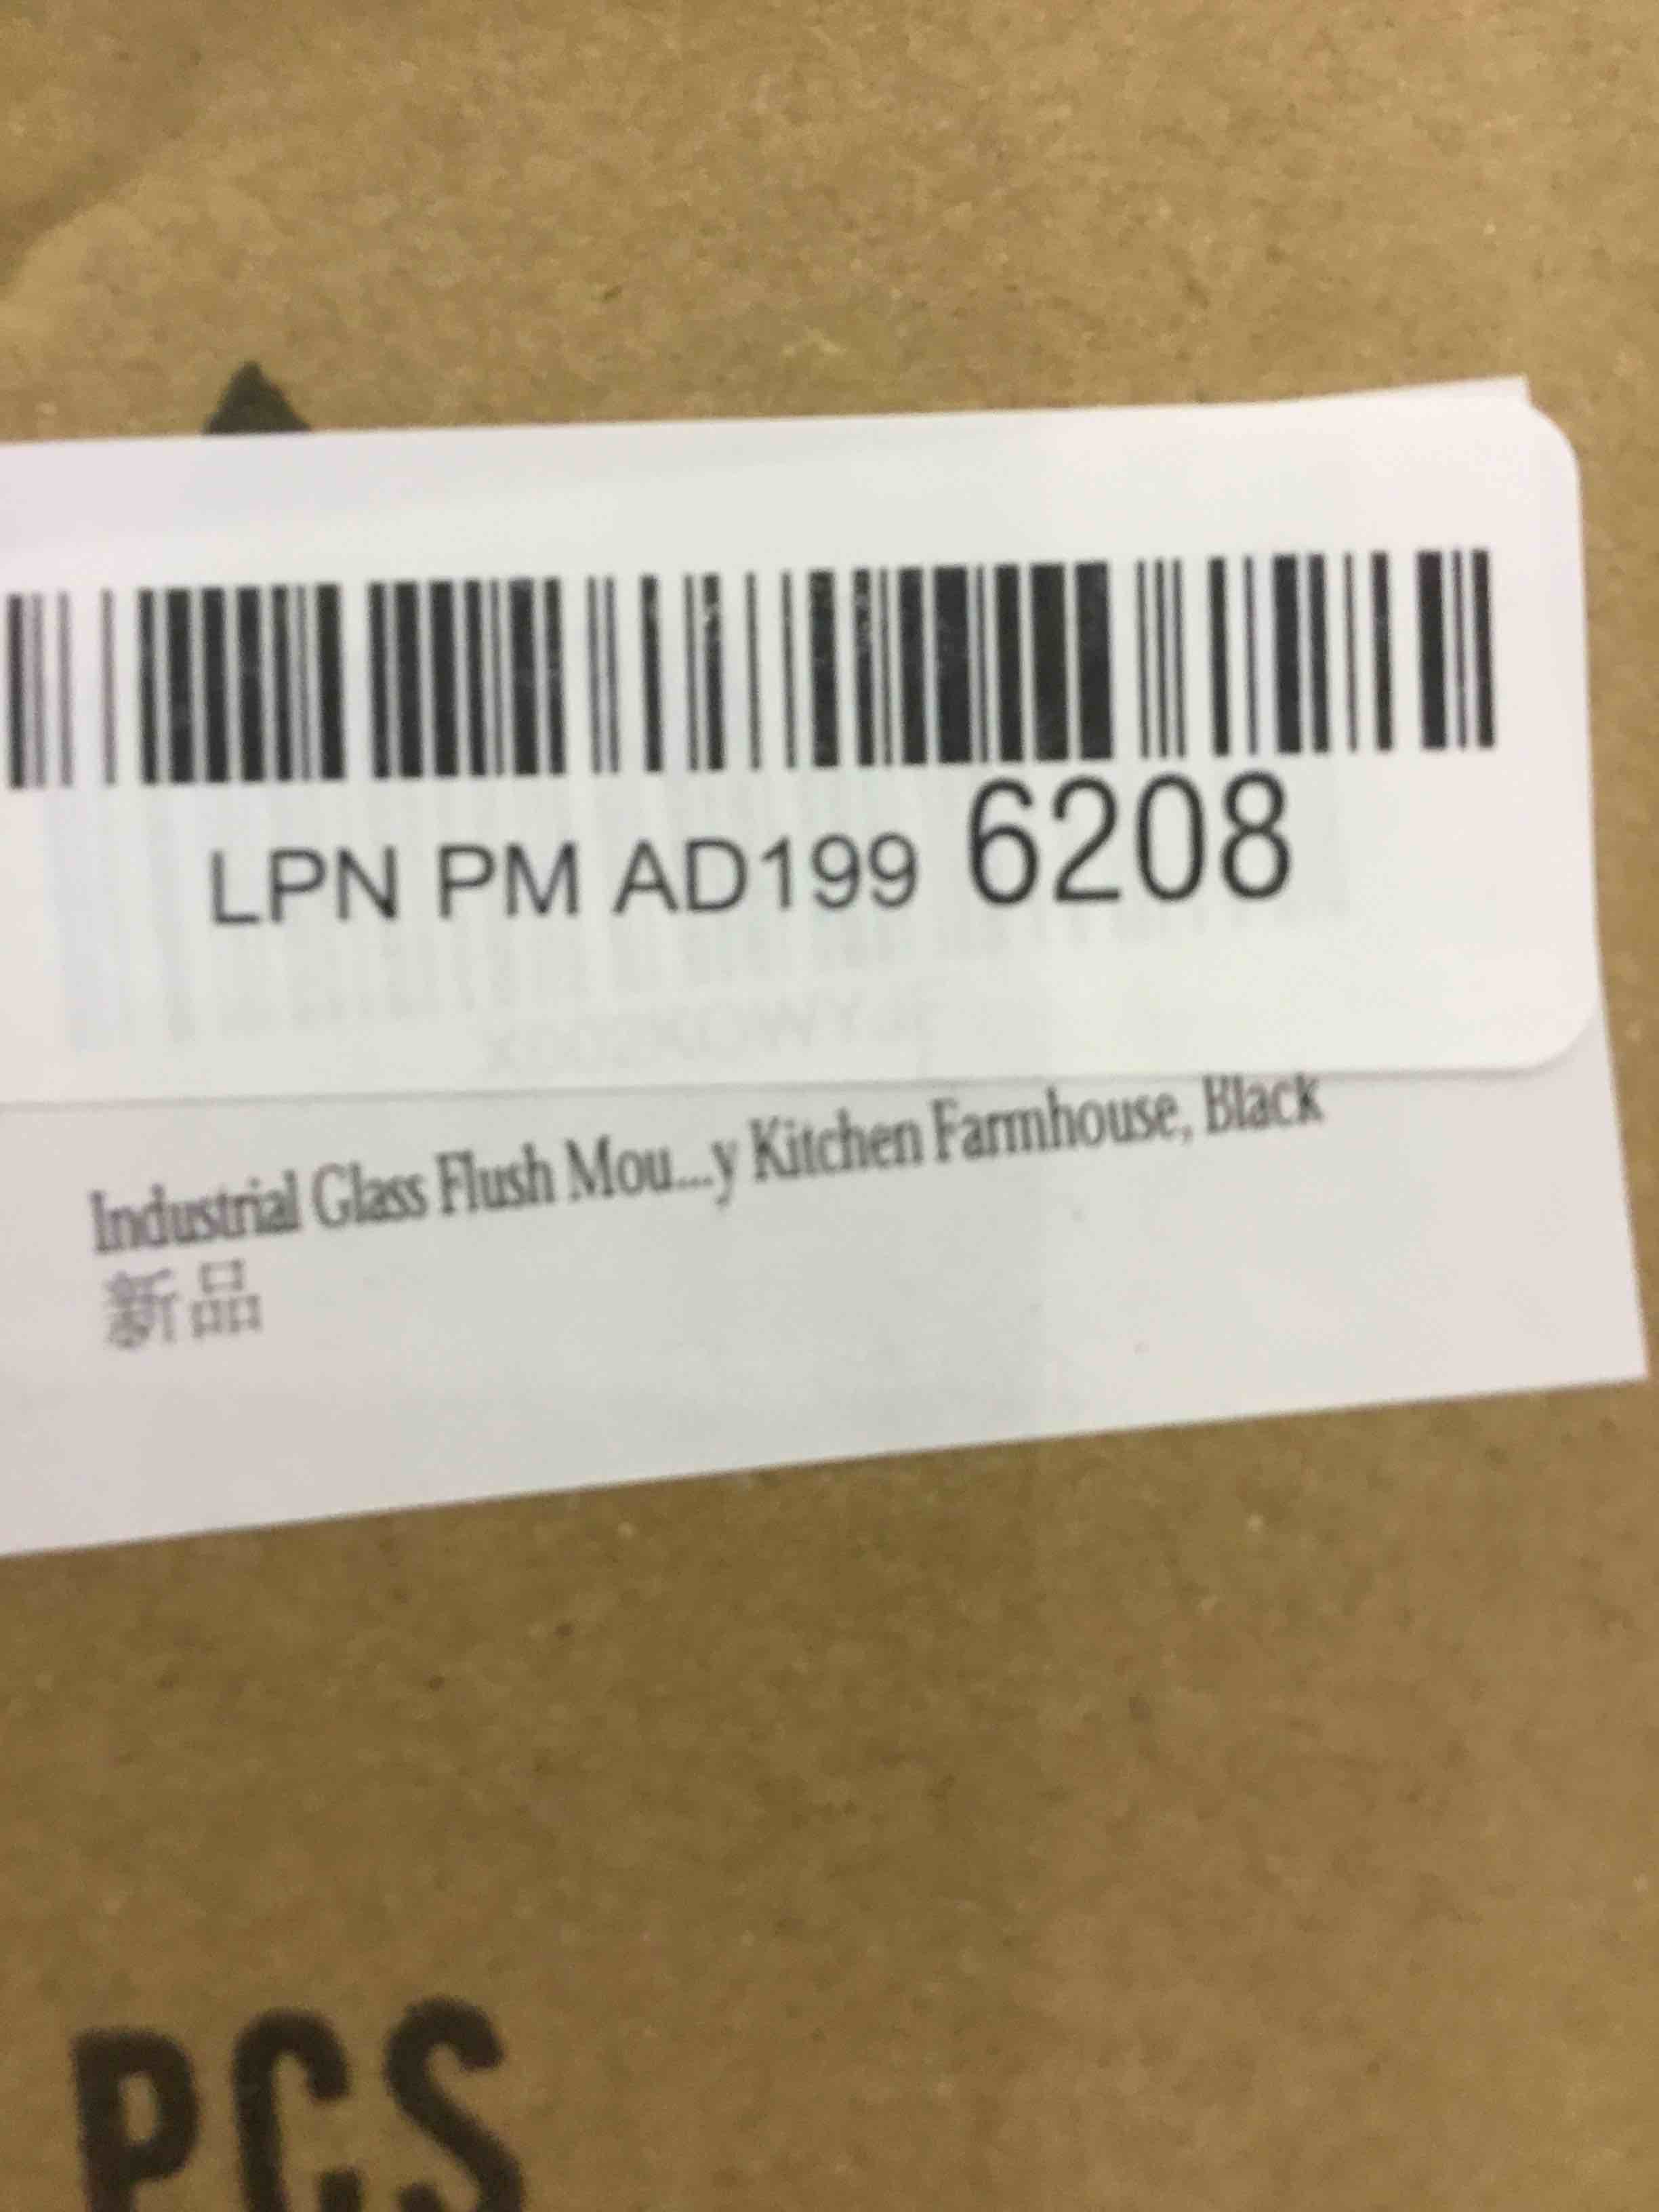 LPN PM AD199 6208
Industrial Glass Flush Mou...y Kitchen Farmhouse, Black
新品
PCS